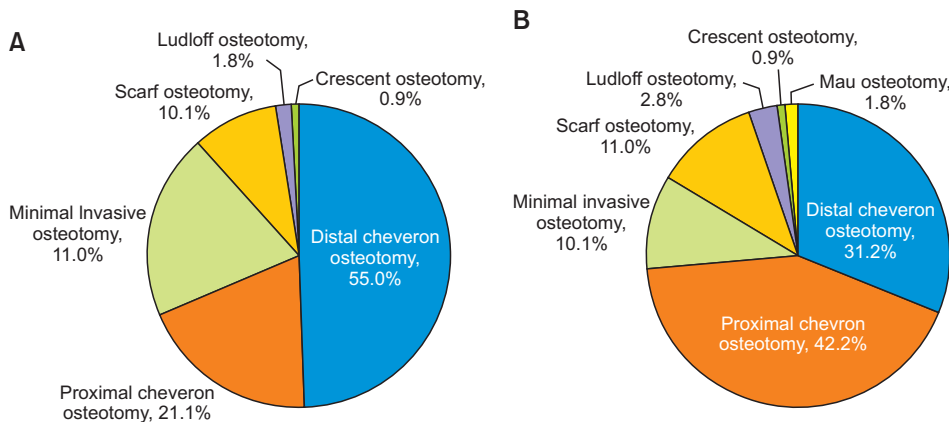 A
Ludloff osteotomy,
1.8%
Crescent osteotomy,
0.9%
Scarf osteotomy,
10.1%
Minimal Invasive
osteotomy,
11.0%
Distal cheveron
osteotomy,
55.0%
Proximal cheveron
osteotomy, 21.1%
B
Crescent osteotomy,
0.9%
Ludloff osteotomy,
2.8%
Mau osteotomy,
1.8%
Scarf osteotomy,
11.0%
Minimal invasive
osteotomy,
10.1%
Distal cheveron
osteotomy,
31.2%
Proximal chevron
osteotomy, 42.2%